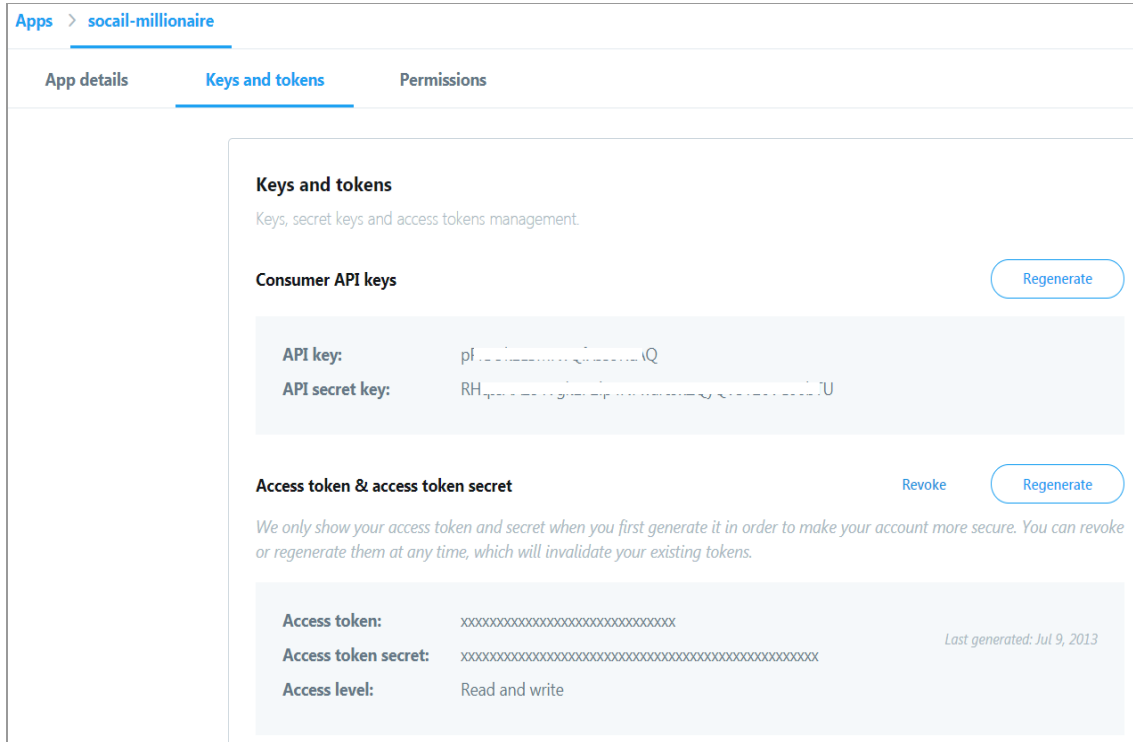 Apps > socail-millionaire
App details Keys and tokens Permissions
Keys and tokens
Keys, secret keys and access tokens management.
Consumer API keys Regenerate
API key:
API secret key:
Access token & access token secret Revoke Regenerate
We only show your access token and secret when you first generate it in order to make your account more secure. You can revoke
or regenerate them at any time, which will invalidate your existing tokens.
Access token: xxxxxxxxxxxxxxxxxxxxxxxxxxxxxx
Last generated: Jul 9, 2013
Access token secret: xxxxxxxxxxxxxxxxxxxxxxxxxxxxxxxxxxxxxxxxxxxxxxxxxx
Access level: Read and write